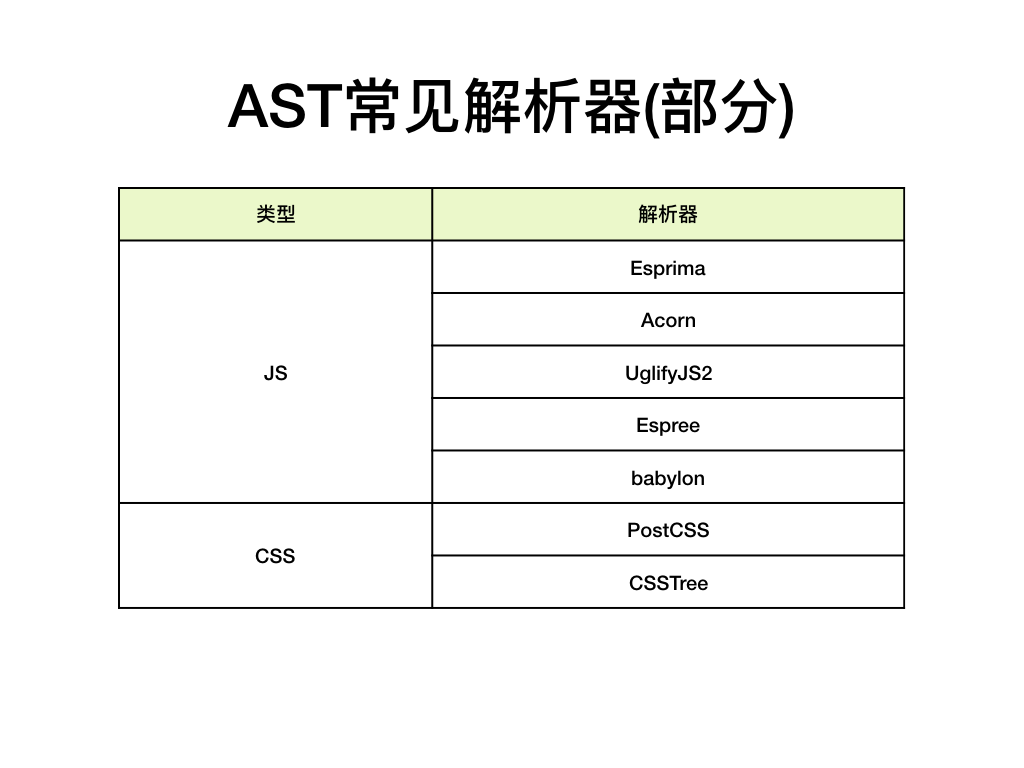 AST常见解析器(部分)
类型
解析器
JS
Esprima
Acorn
UglifyJS2
Espree
babylon
CSS
PostCSS
CSSTree